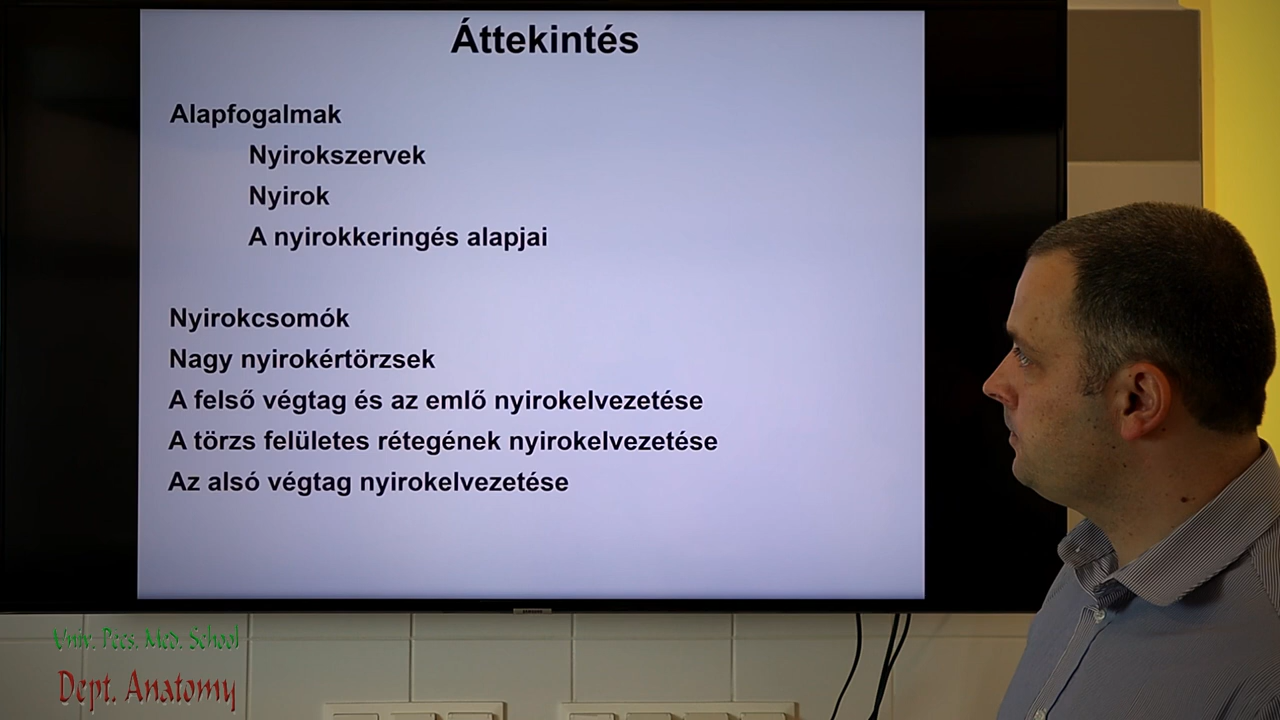 Áttekintés
Alapfogalmak
Nyirokszervek
Nyirok
A nyirokkeringés alapjai
Nyirokcsomók
Nagy nyirokértörzsek
A felső végtag és az emlő nyirokelvezetése
A törzs felületes rétegének nyirokelvezetése
Az alsó végtag nyirokelvezetése
SAMSUNG
Univ. Pecs. Med. School
Dept. Anatomy